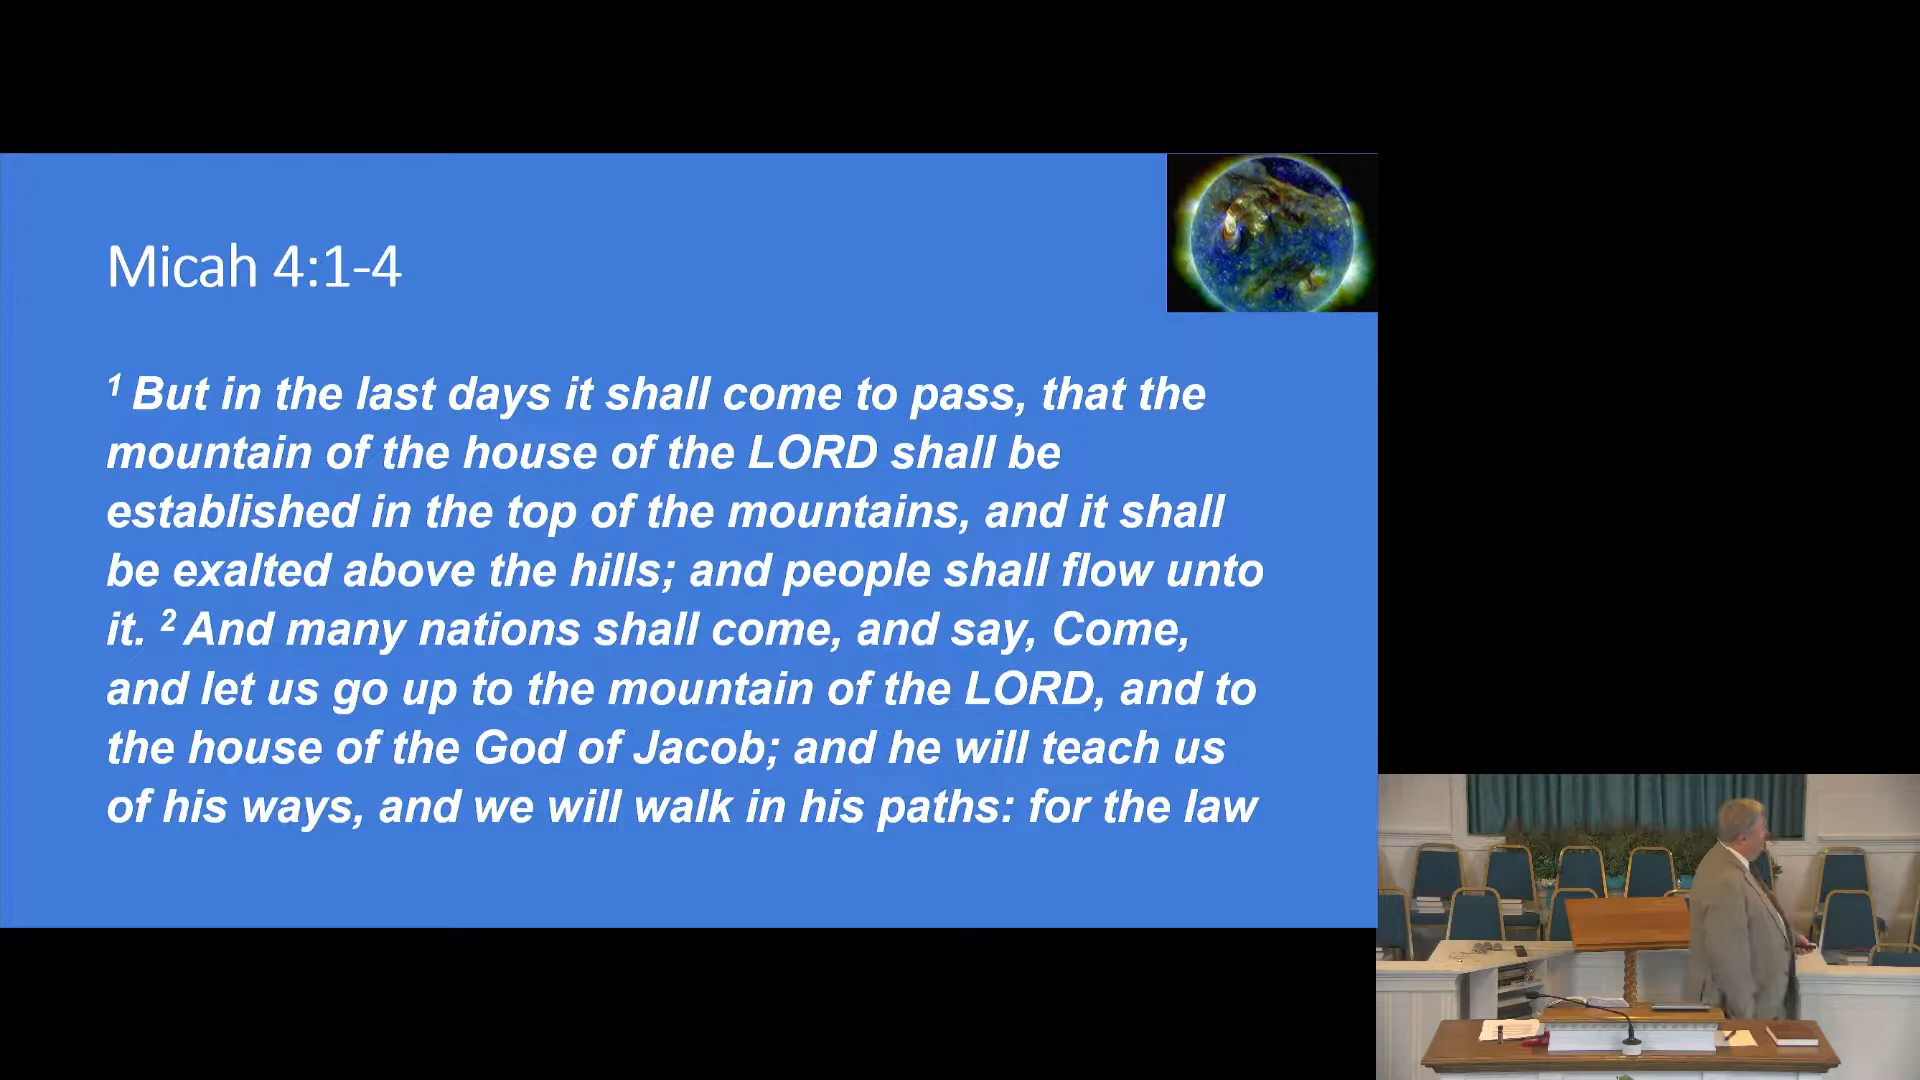 Micah 4:1-4
¹ But in the last days it shall come to pass, that the
mountain of the house of the LORD shall be
established in the top of the mountains, and it shall
be exalted above the hills; and people shall flow unto
it. ² And many nations shall come, and say, Come,
and let us go up to the mountain of the LORD, and to
the house of the God of Jacob; and he will teach us
of his ways, and we will walk in his paths: for the law